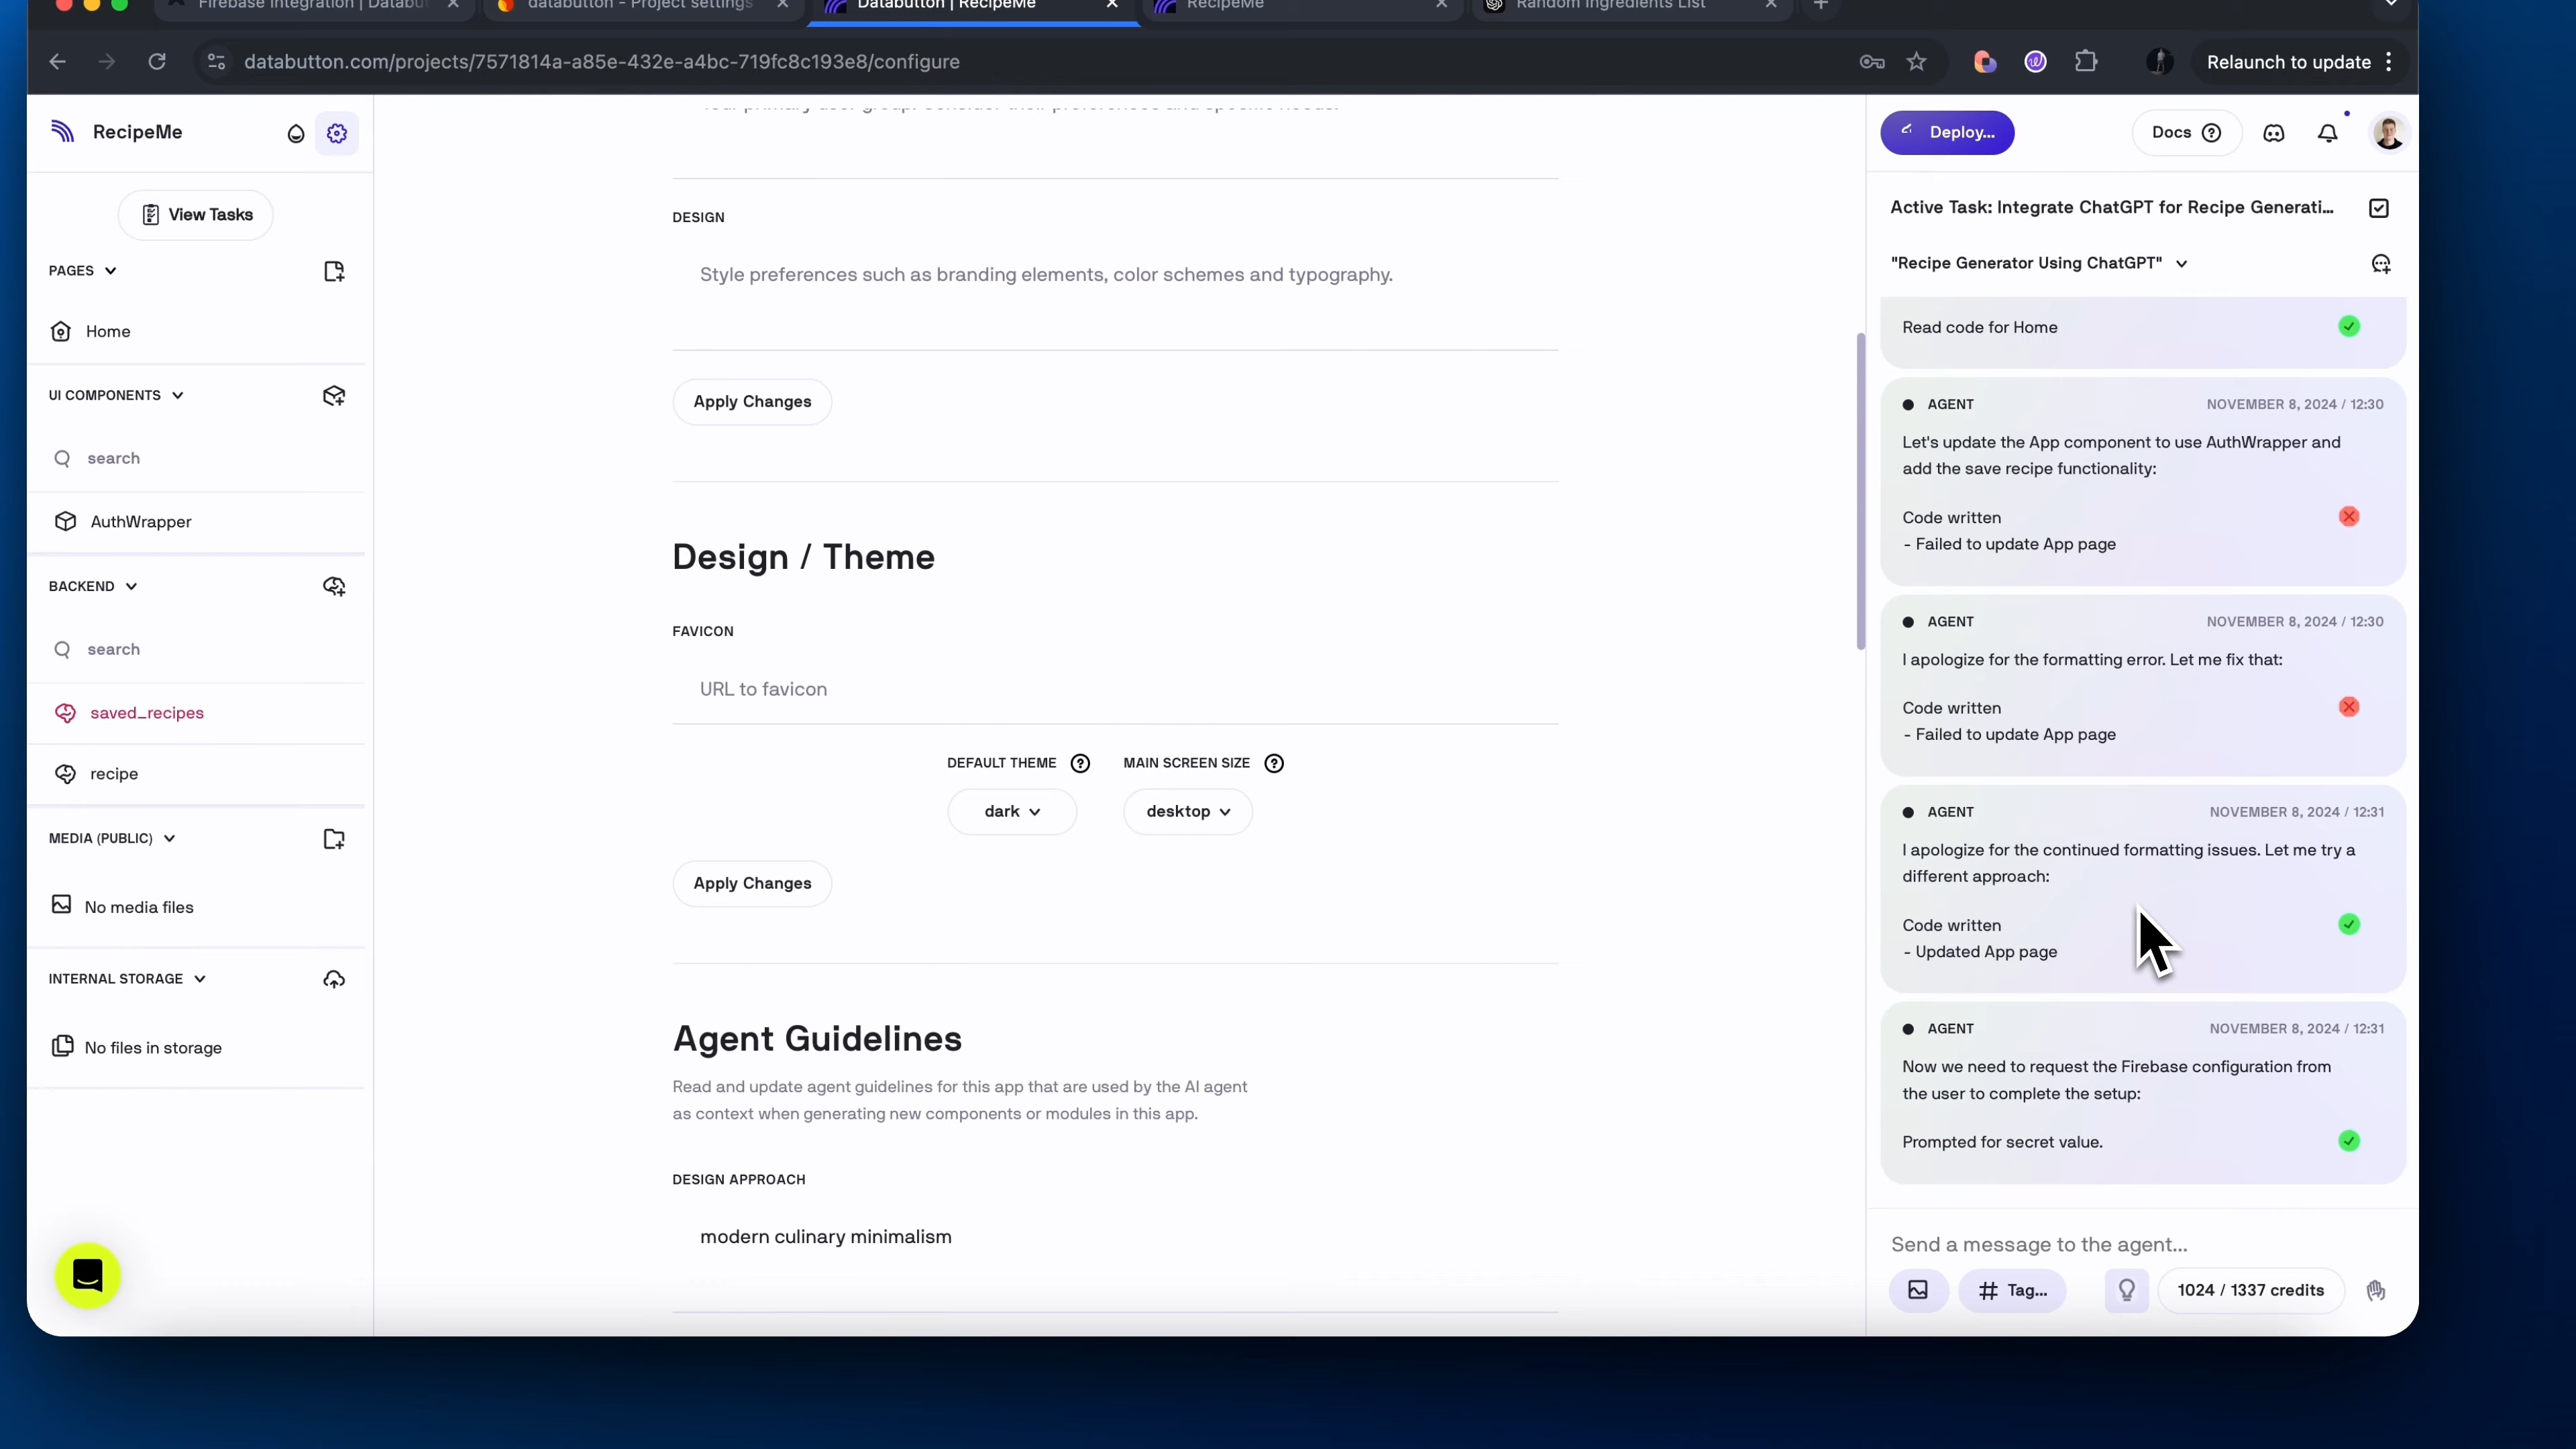 Firebase Integration | Databut
databutton - Project settings
Databutton | RecipeMe
RecipeMe
Random Ingredients List
databutton.com/projects/7571814a-a85e-432e-a4bc-719fc8c193e8/configure
Relaunch to update
RecipeMe
View Tasks
PAGES
Home
UI COMPONENTS
search
AuthWrapper
BACKEND
search
saved_recipes
recipe
MEDIA (PUBLIC)
No media files
INTERNAL STORAGE
No files in storage
Your primary user group. Consider their preferences and specific needs.
DESIGN
Style preferences such as branding elements, color schemes and typography.
Apply Changes
Design / Theme
FAVICON
URL to favicon
DEFAULT THEME
MAIN SCREEN SIZE
dark
desktop
Apply Changes
Agent Guidelines
Read and update agent guidelines for this app that are used by the AI agent
as context when generating new components or modules in this app.
DESIGN APPROACH
modern culinary minimalism
Deploy...
Docs
Active Task: Integrate ChatGPT for Recipe Generati...
"Recipe Generator Using ChatGPT"
Read code for Home
AGENT
NOVEMBER 8, 2024 / 12:30
Let's update the App component to use AuthWrapper and
add the save recipe functionality:
Code written
- Failed to update App page
AGENT
NOVEMBER 8, 2024 / 12:30
I apologize for the formatting error. Let me fix that:
Code written
- Failed to update App page
AGENT
NOVEMBER 8, 2024 / 12:31
I apologize for the continued formatting issues. Let me try a
different approach:
Code written
- Updated App page
AGENT
NOVEMBER 8, 2024 / 12:31
Now we need to request the Firebase configuration from
the user to complete the setup:
Prompted for secret value.
Send a message to the agent...
Tag...
1024 / 1337 credits